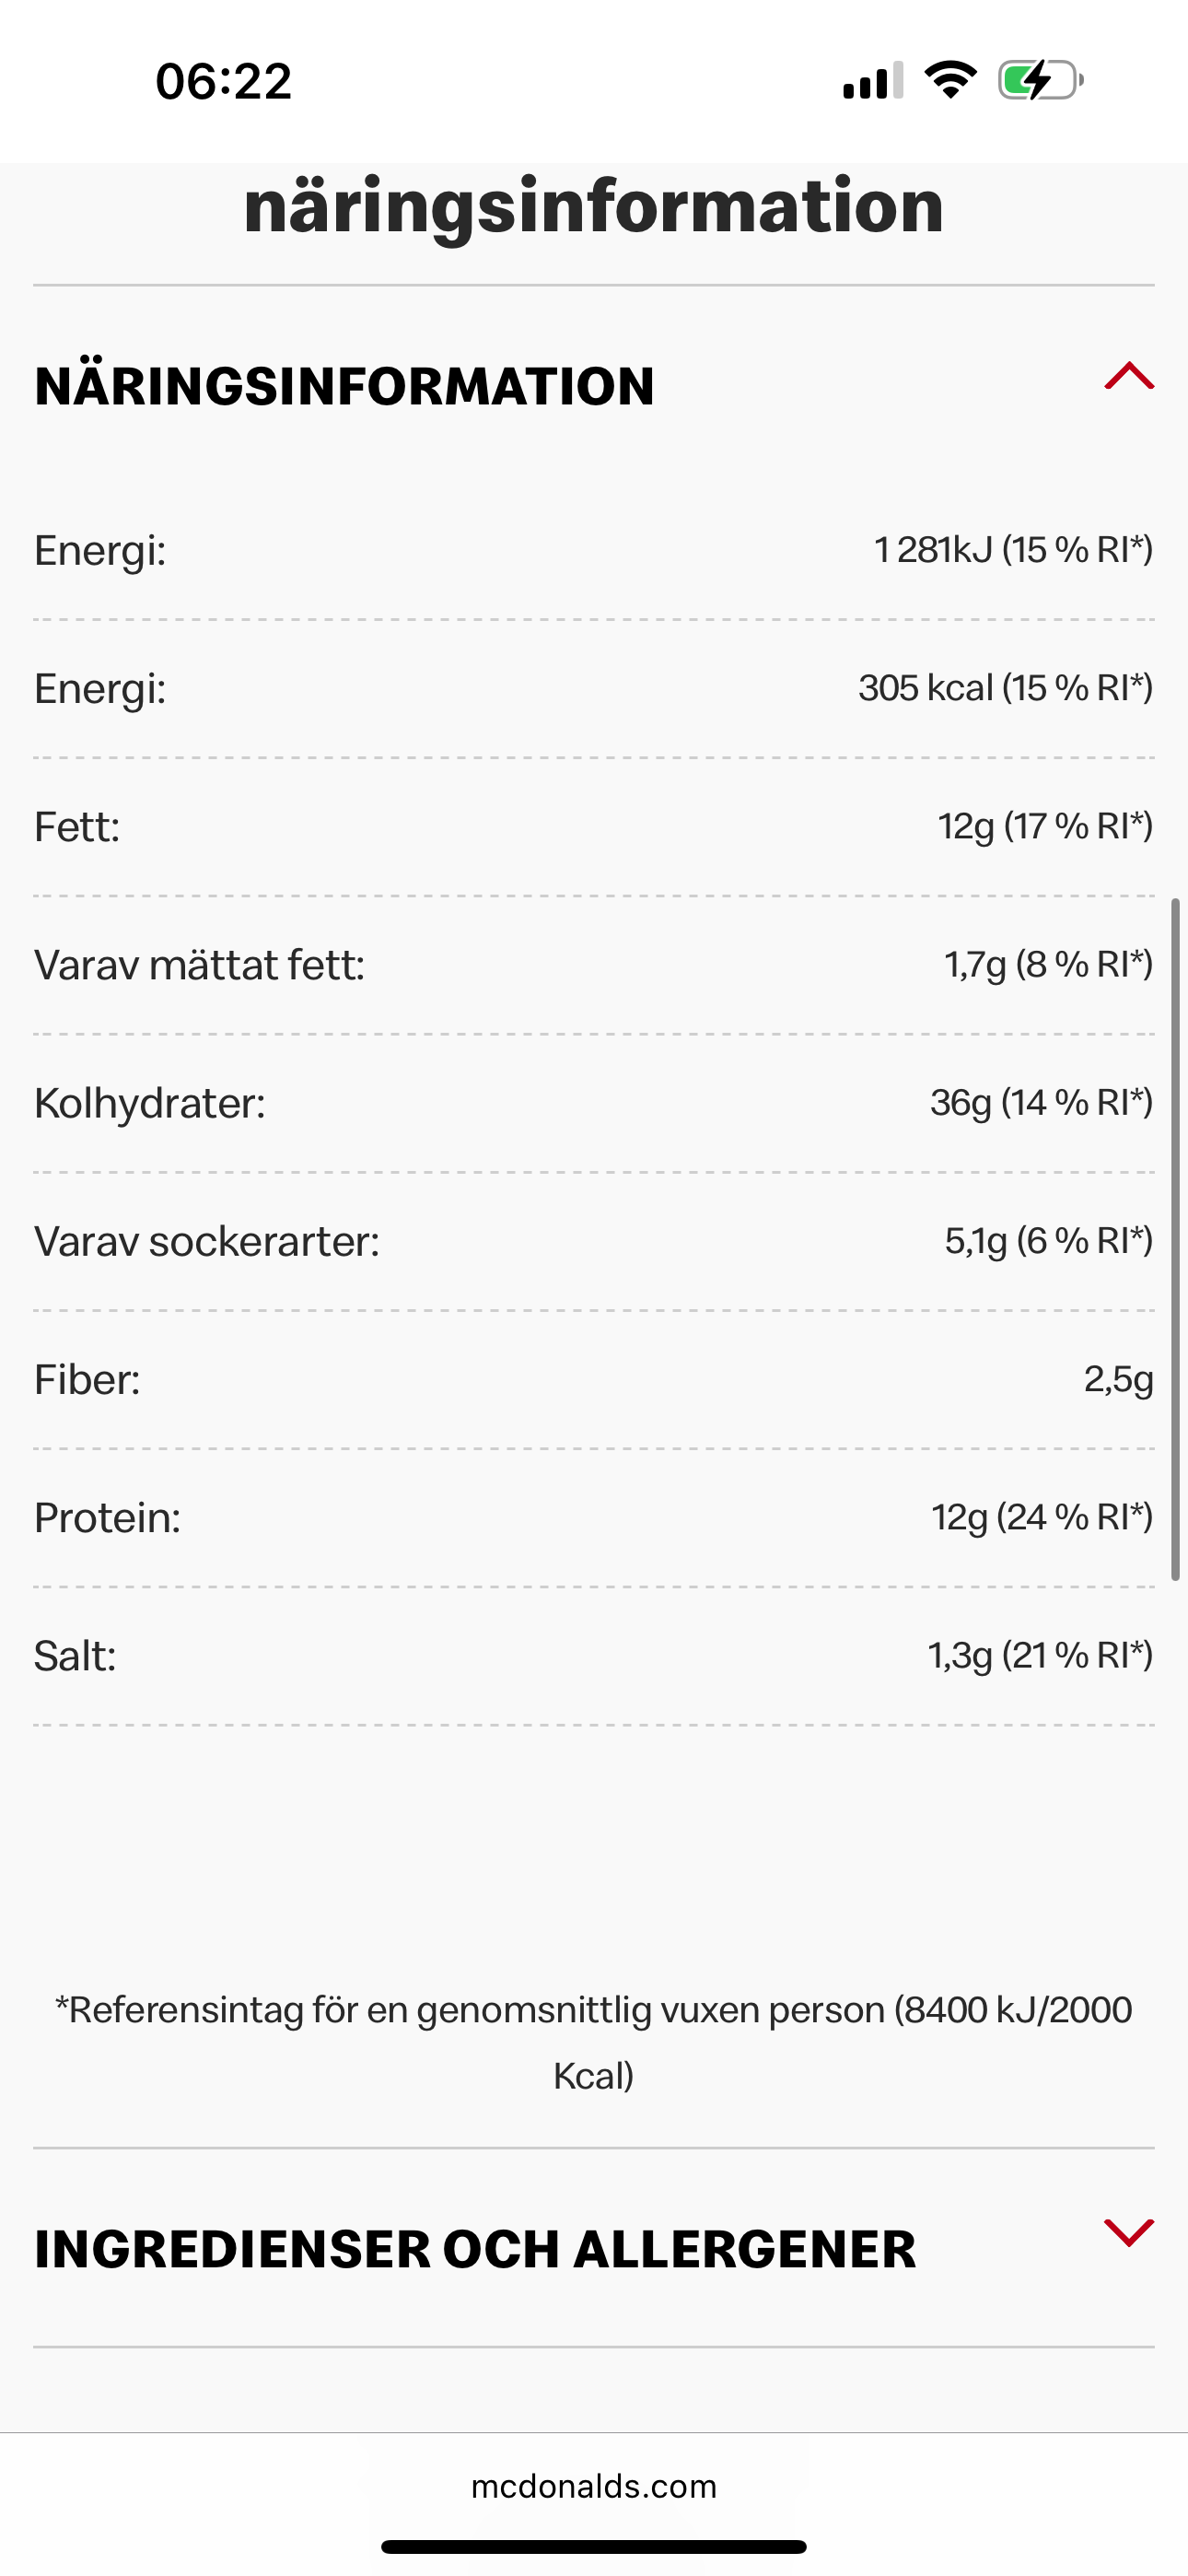 06:22
näringsinformation
NÄRINGSINFORMATION
Energi: 1 281kJ (15 % RI*)
Energi: 305 kcal (15 % RI*)
Fett: 12g (17 % RI*)
Varav mättat fett: 1,7g (8 % RI*)
Kolhydrater: 36g (14 % RI*)
Varav sockerarter: 5,1g (6 % RI*)
Fiber: 2,5g
Protein: 12g (24 % RI*)
Salt: 1,3g (21 % RI*)
*Referensintag för en genomsnittlig vuxen person (8400 kJ/2000
Kcal)
INGREDIENSER OCH ALLERGENER
mcdonalds.com